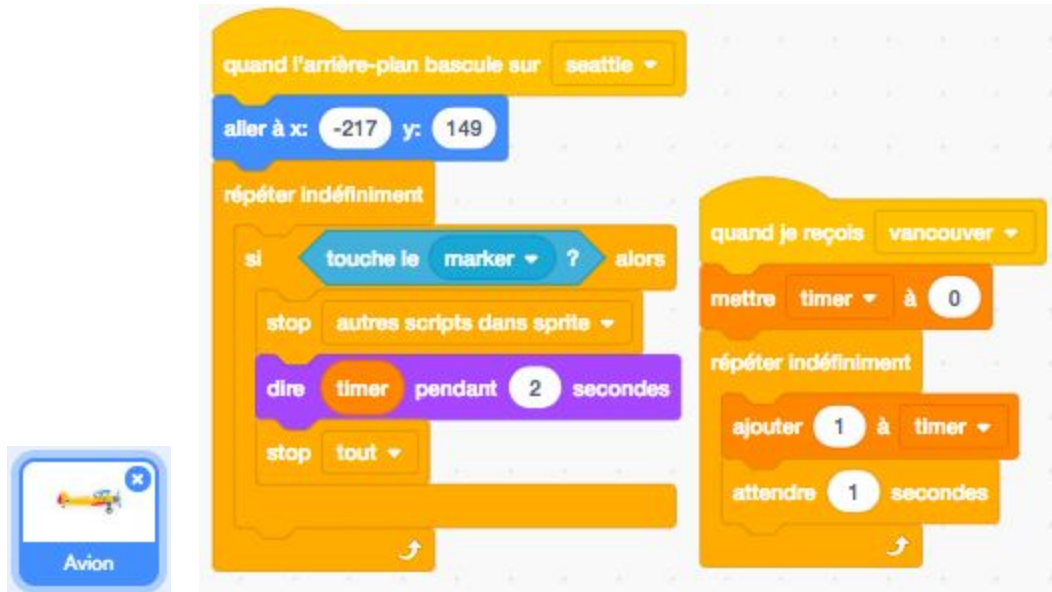 quand l'arrière-plan bascule sur seattle
aller à x: -217 y: 149
répéter indéfiniment
si touche le marker ? alors
stop autres scripts dans sprite
dire timer pendant 2 secondes
stop tout
quand je reçois vancouver
mettre timer à 0
répéter indéfiniment
ajouter 1 à timer
attendre 1 secondes
Avion